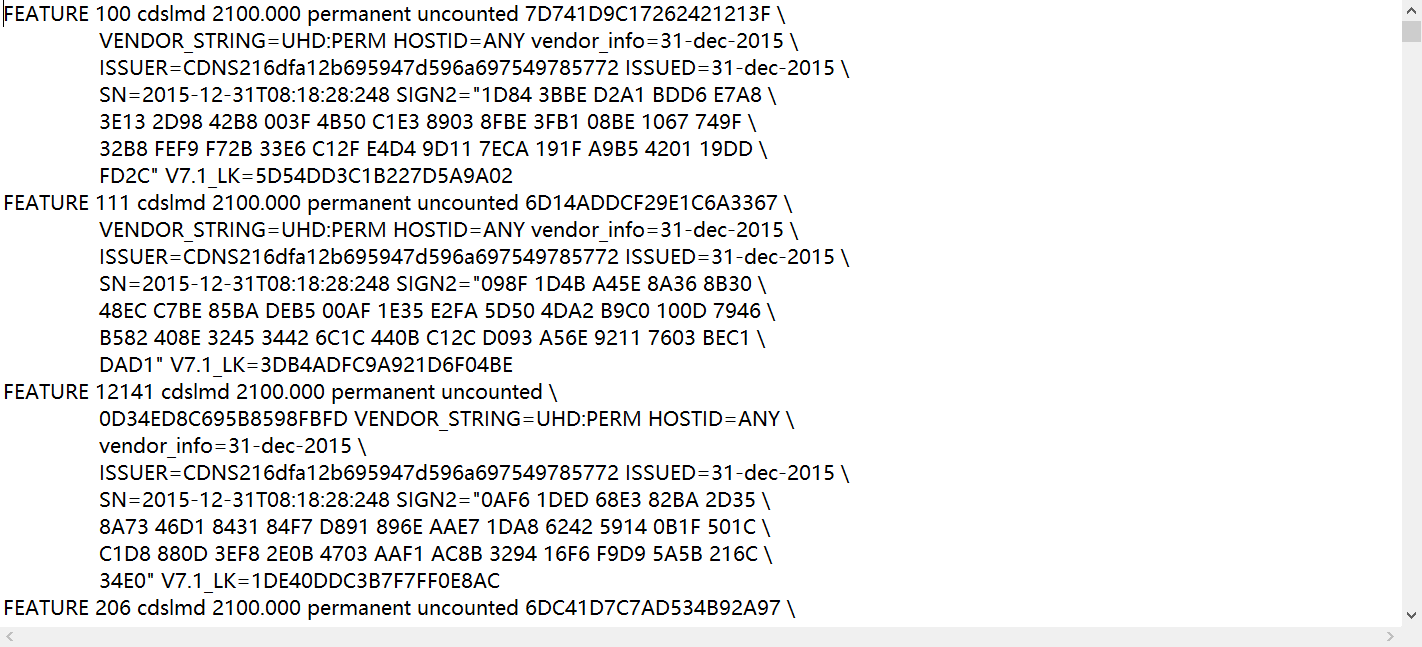 FEATURE 100 cdslmd 2100.000 permanent uncounted 7D741D9C17262421213F \
VENDOR_STRING=UHD:PERM HOSTID=ANY vendor_info=31-dec-2015 \
ISSUER=CDNS216dfa12b695947d596a697549785772 ISSUED=31-dec-2015 \
SN=2015-12-31T08:18:28:248 SIGN2="1D84 3BBE D2A1 BDD6 E7A8 \
3E13 2D98 42B8 003F 4B50 C1E3 8903 8FBE 3FB1 08BE 1067 749F \
32B8 FEF9 F72B 33E6 C12F E4D4 9D11 7ECA 191F A9B5 4201 19DD \
FD2C" V7.1_LK=5D54DD3C1B227D5A9A02
FEATURE 111 cdslmd 2100.000 permanent uncounted 6D14ADDCF29E1C6A3367 \
VENDOR_STRING=UHD:PERM HOSTID=ANY vendor_info=31-dec-2015 \
ISSUER=CDNS216dfa12b695947d596a697549785772 ISSUED=31-dec-2015 \
SN=2015-12-31T08:18:28:248 SIGN2="098F 1D4B A45E 8A36 8B30 \
48EC C7BE 85BA DEB5 00AF 1E35 E2FA 5D50 4DA2 B9C0 100D 7946 \
B582 408E 3245 3442 6C1C 440B C12C D093 A56E 9211 7603 BEC1 \
DAD1" V7.1_LK=3DB4ADFC9A921D6F04BE
FEATURE 12141 cdslmd 2100.000 permanent uncounted \
0D34ED8C695B8598FBFD VENDOR_STRING=UHD:PERM HOSTID=ANY \
vendor_info=31-dec-2015 \
ISSUER=CDNS216dfa12b695947d596a697549785772 ISSUED=31-dec-2015 \
SN=2015-12-31T08:18:28:248 SIGN2="0AF6 1DED 68E3 82BA 2D35 \
8A73 46D1 8431 84F7 D891 896E AAE7 1DA8 6242 5914 0B1F 501C \
C1D8 880D 3EF8 2E0B 4703 AAF1 AC8B 3294 16F6 F9D9 5A5B 216C \
34E0" V7.1_LK=1DE40DDC3B7F7FF0E8AC
FEATURE 206 cdslmd 2100.000 permanent uncounted 6DC41D7C7AD534B92A97 \